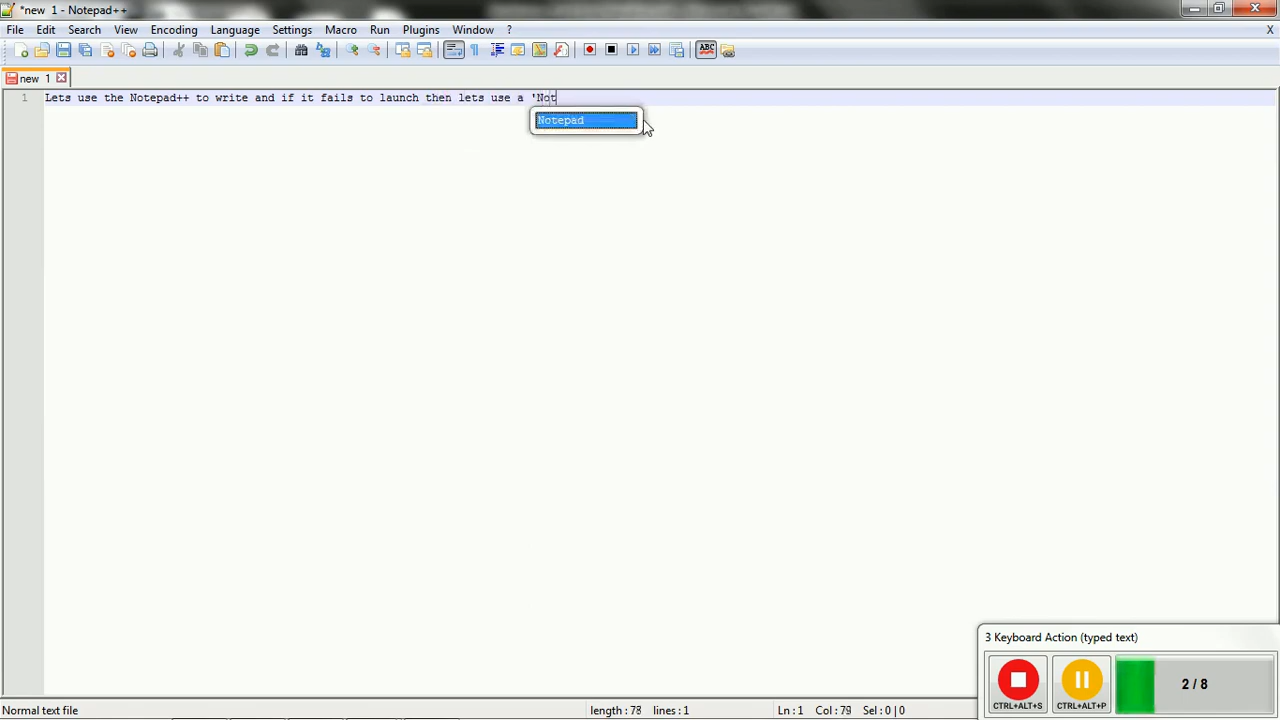 *new 1 - Notepad++
File Edit Search View Encoding Language Settings Macro Run Plugins Window ? X
ABC
new 1
1 Lets use the Notepad++ to write and if it fails to launch then lets use a 'Not
Notepad
3 Keyboard Action (typed text)
2 / 8
CTRL+ALT+S CTRL+ALT+P
Normal text file length : 78 lines : 1 Ln : 1 Col : 79 Sel : 0 | 0